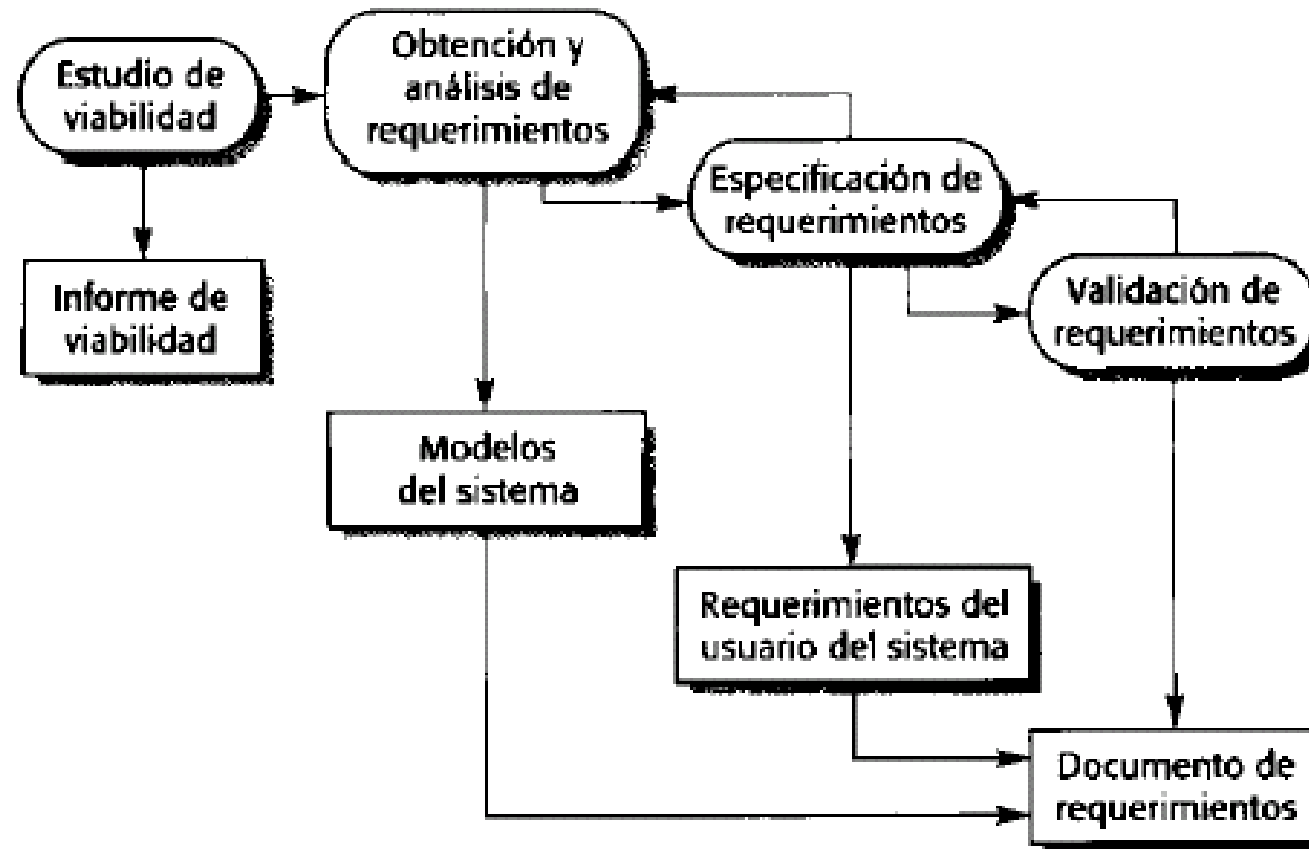 Estudio de
viabilidad
Obtención y
análisis de
requerimientos
Especificación de
requerimientos
Validación de
requerimientos
Informe de
viabilidad
Modelos
del sistema
Requerimientos del
usuario del sistema
Documento de
requerimientos